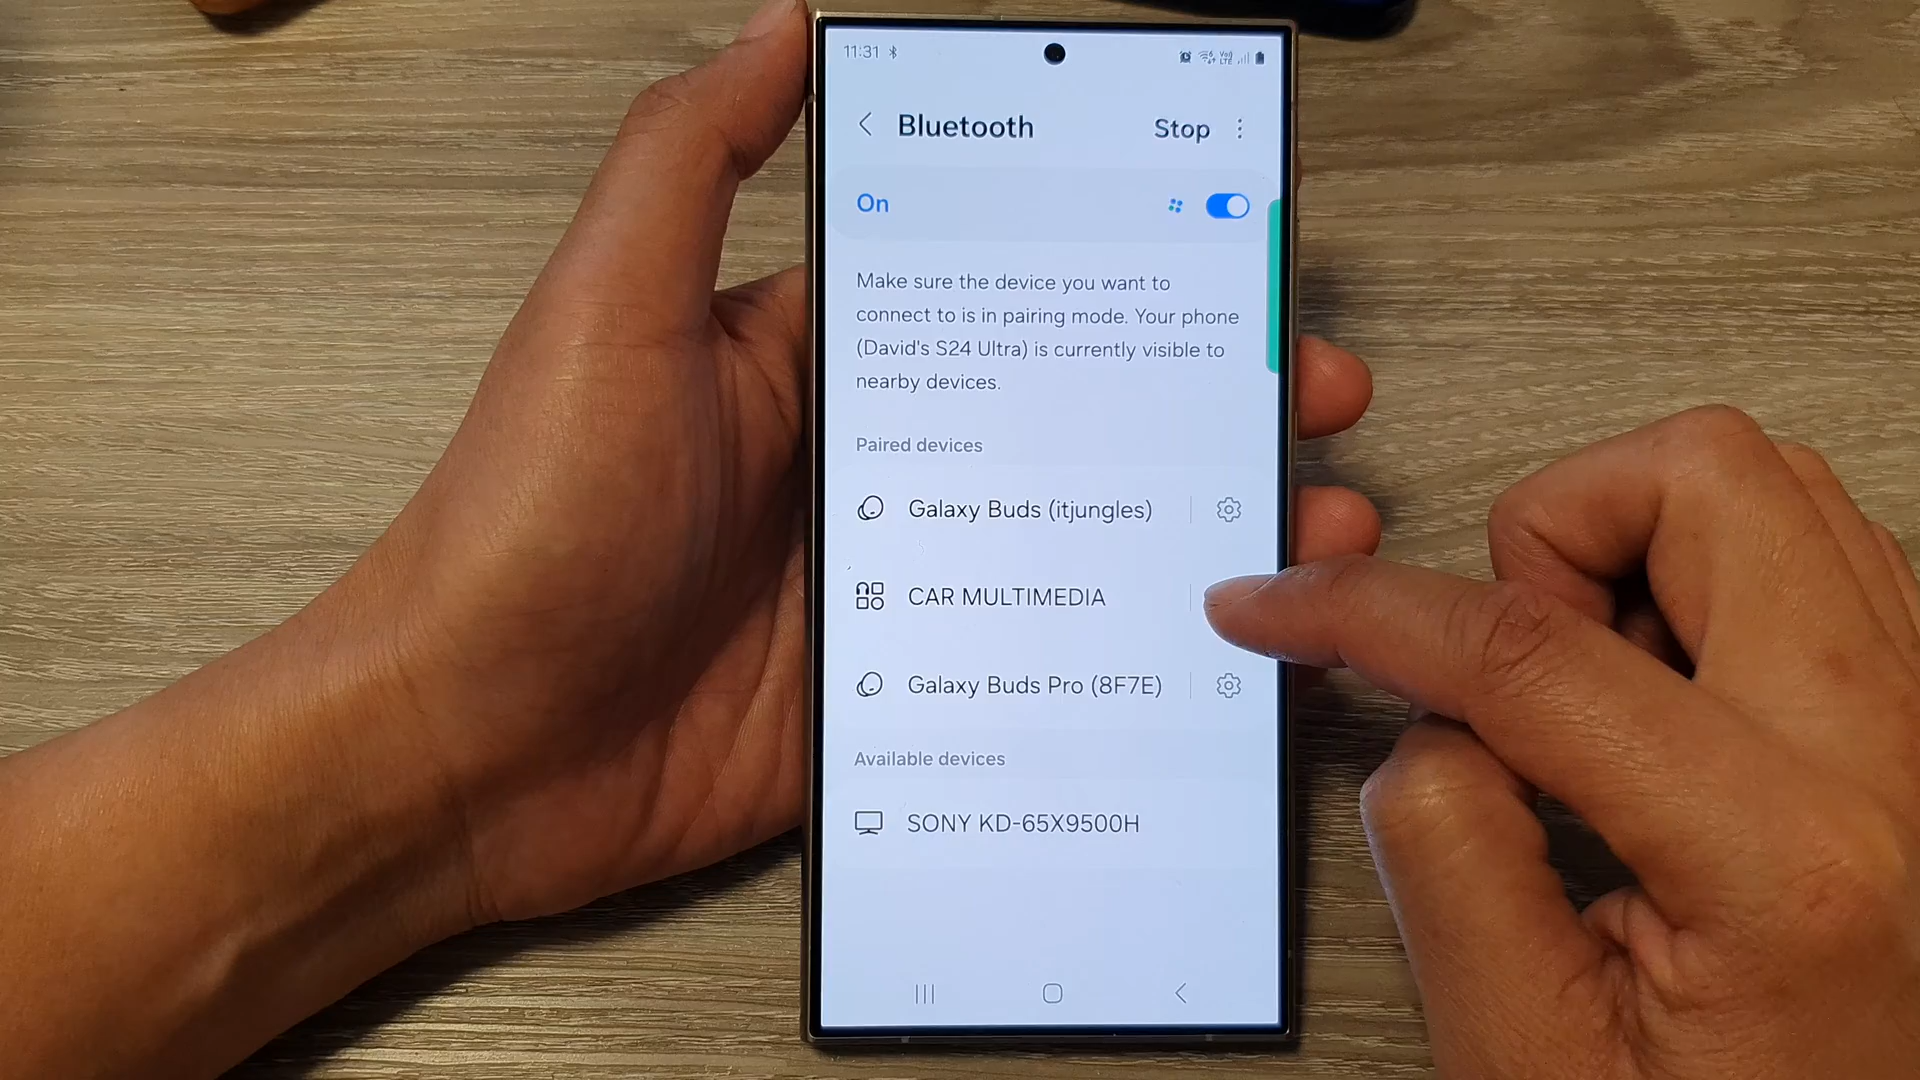 11:31
Bluetooth
Stop
On
Make sure the device you want to
connect to is in pairing mode. Your phone
(David's S24 Ultra) is currently visible to
nearby devices.
Paired devices
Galaxy Buds (itjungles)
CAR MULTIMEDIA
Galaxy Buds Pro (8F7E)
Available devices
SONY KD-65X9500H